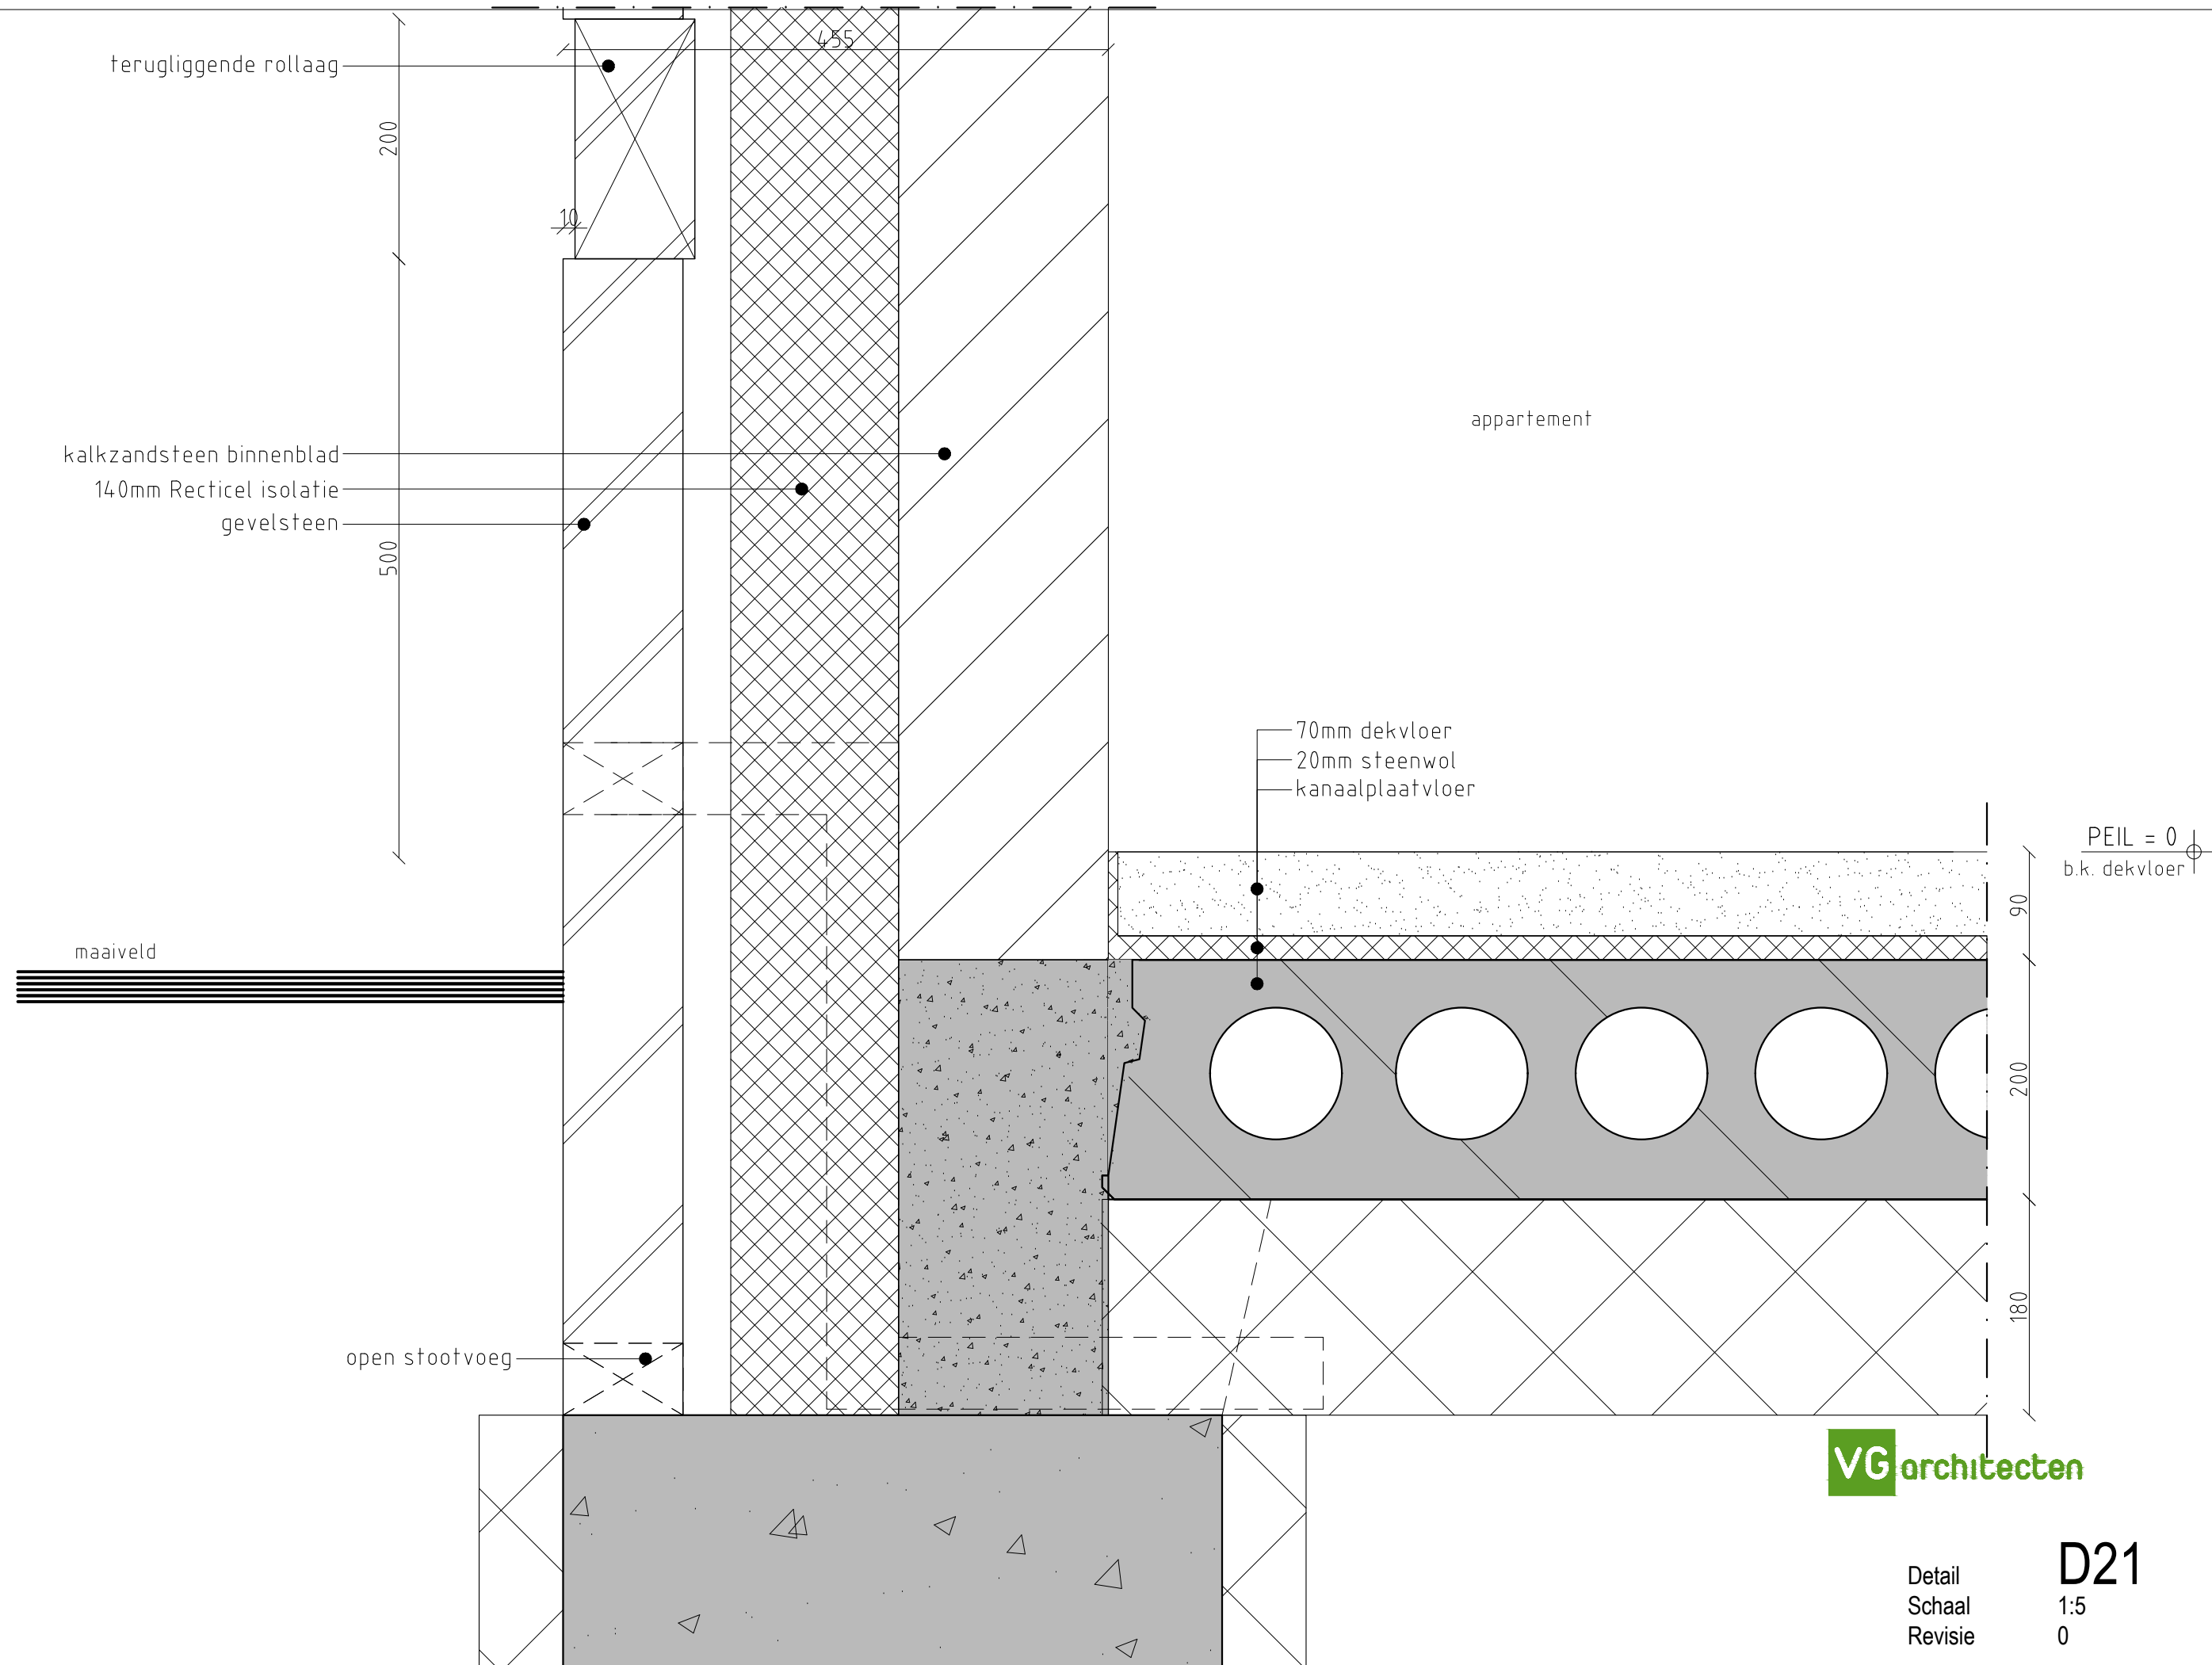 455
terugliggende rollaag
200
10
appartement
kalkzandsteen binnenblad
140mm Recticel isolatie
gevelsteen
500
70mm dekvloer
20mm steenwol
kanaalplaatvloer
PEIL = 0
b.k. dekvloer
90
maaiveld
200
180
open stootvoeg
VG architecten
Detail D21
Schaal 1:5
Revisie 0